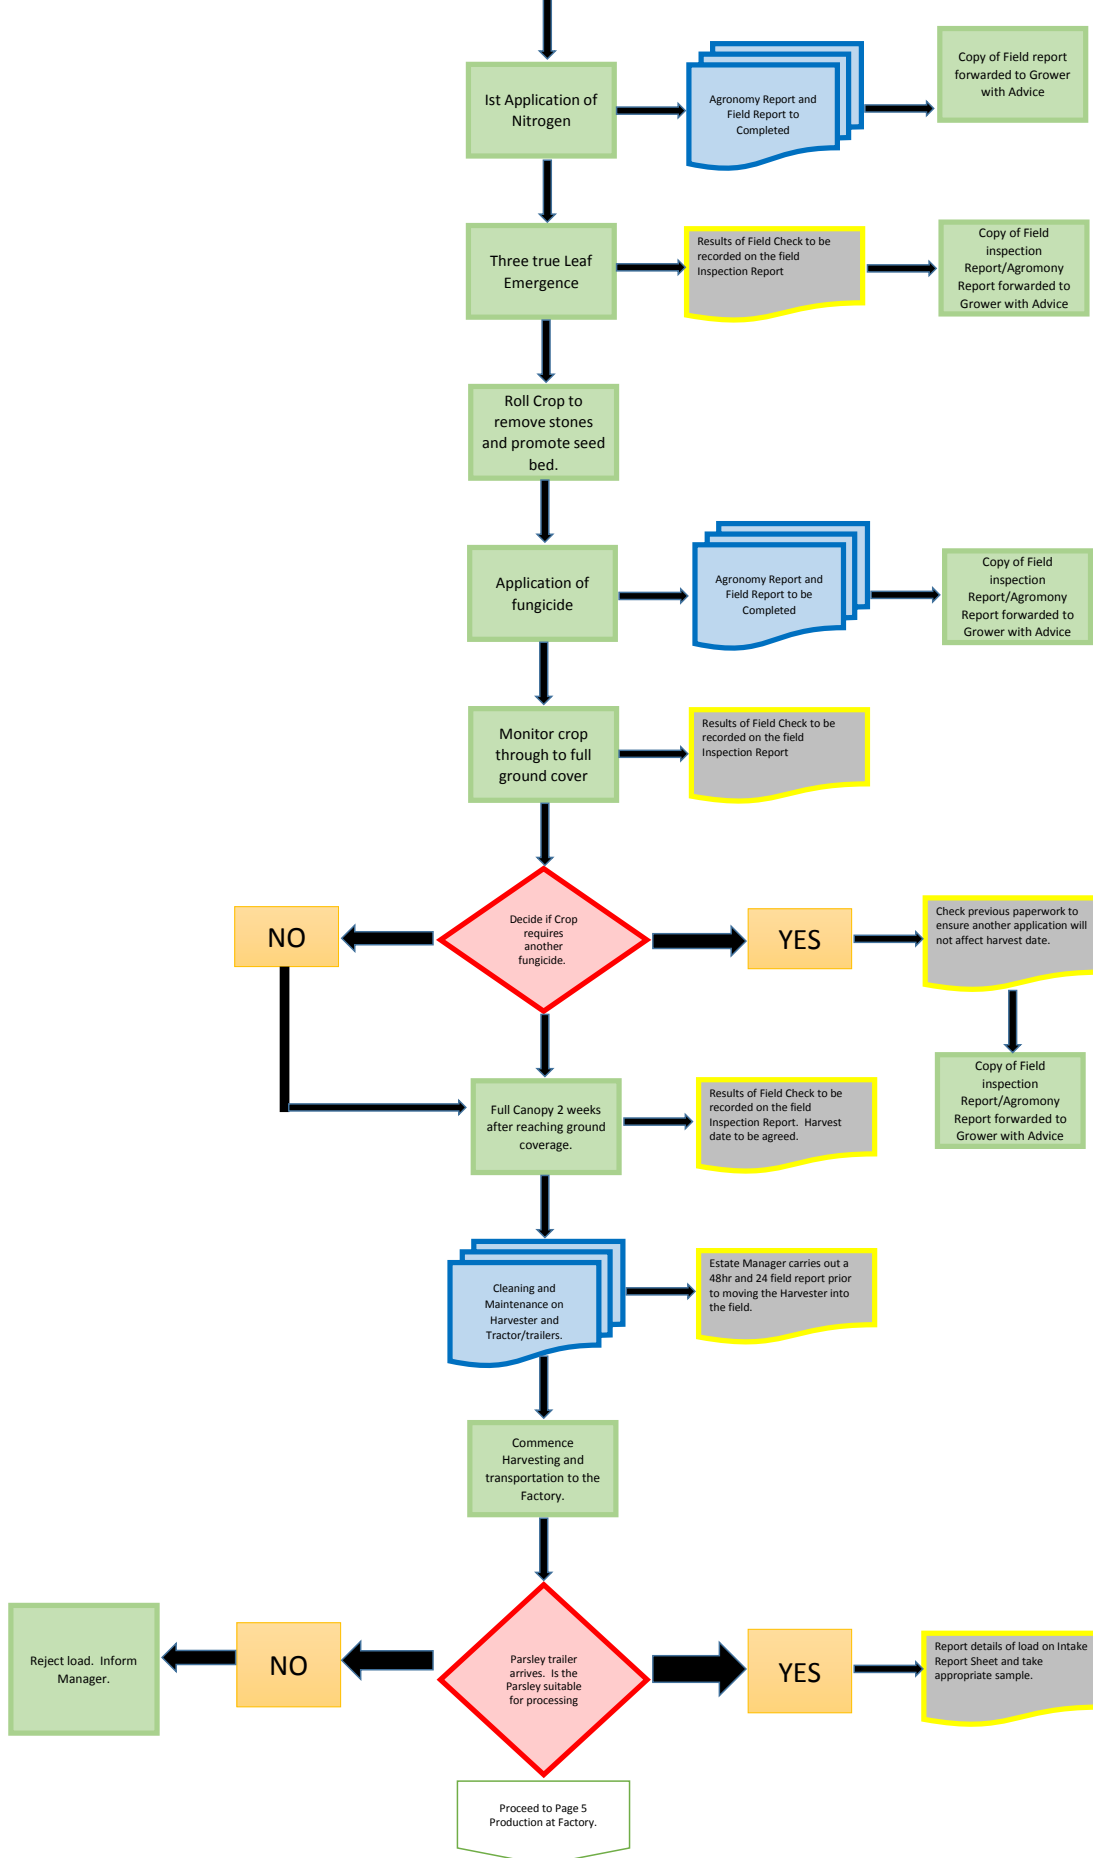 Ist Application of
Nitrogen
Agronomy Report and
Field Report to
Completed
Copy of Field report
forwarded to Grower
with Advice
Three true Leaf
Emergence
Results of Field Check to be
recorded on the field
Inspection Report
Copy of Field
inspection
Report/Agromony
Report forwarded to
Grower with Advice
Roll Crop to
remove stones
and promote seed
bed.
Application of
fungicide
Agronomy Report and
Field Report to be
Completed
Copy of Field
inspection
Report/Agromony
Report forwarded to
Grower with Advice
Monitor crop
through to full
ground cover
Results of Field Check to be
recorded on the field
Inspection Report
NO
Decide if Crop
requires
another
fungicide.
YES
Check previous paperwork to
ensure another application will
not affect harvest date.
Copy of Field
inspection
Report/Agromony
Report forwarded to
Grower with Advice
Full Canopy 2 weeks
after reaching ground
coverage.
Results of Field Check to be
recorded on the field
Inspection Report.  Harvest
date to be agreed.
Cleaning and
Maintenance on
Harvester and
Tractor/trailers.
Estate Manager carries out a
48hr and 24 field report prior
to moving the Harvester into
the field.
Commence
Harvesting and
transportation to the
Factory.
Reject load.  Inform
Manager.
NO
Parsley trailer
arrives.  Is the
Parsley suitable
for processing
YES
Report details of load on Intake
Report Sheet and take
appropriate sample.
Proceed to Page 5
Production at Factory.